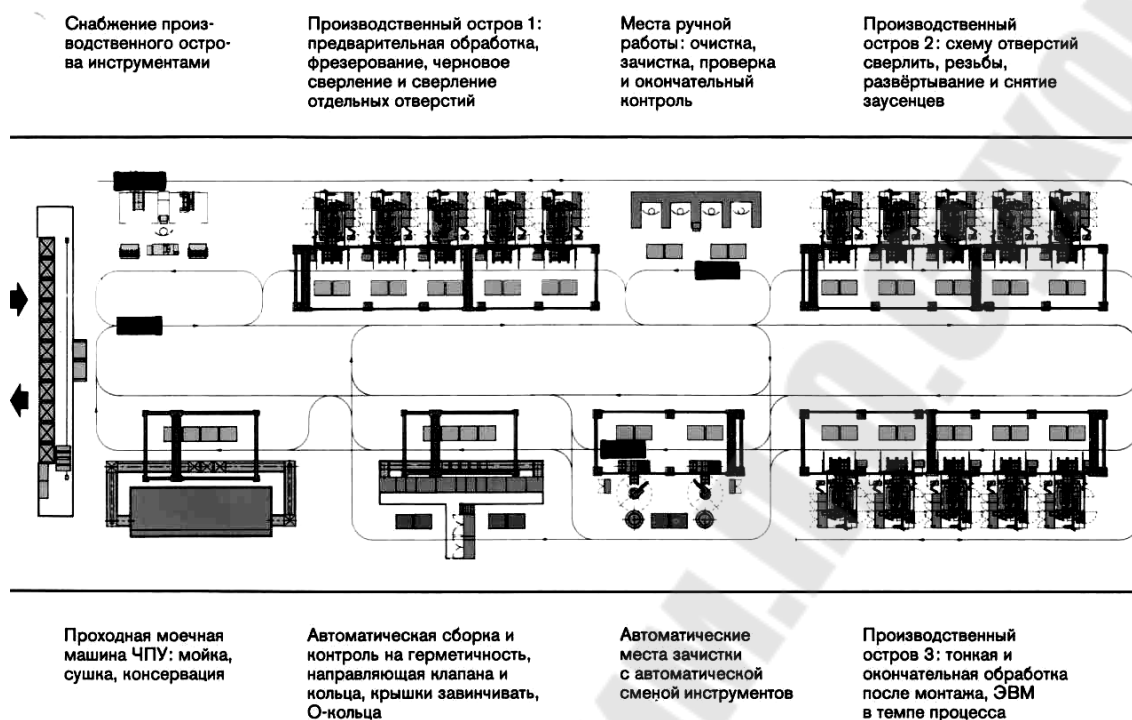 Снабжение произ-
водственного остро-
ва инструментами
Производственный остров 1:
предварительная обработка,
фрезерование, черновое
сверление и сверление
отдельных отверстий
Места ручной
работы: очистка,
зачистка, проверка
и окончательный
контроль
Производственный
остров 2: схему отверстий
сверлить, резьбы,
развёртывание и снятие
заусенцев
Проходная моечная
машина ЧПУ: мойка,
сушка, консервация
Автоматическая сборка и
контроль на герметичность,
направляющая клапана и
кольца, крышки завинчивать,
О-кольца
Автоматические
места зачистки
с автоматической
сменой инструментов
Производственный
остров 3: тонкая и
окончательная обработка
после монтажа, ЭВМ
в темпе процесса